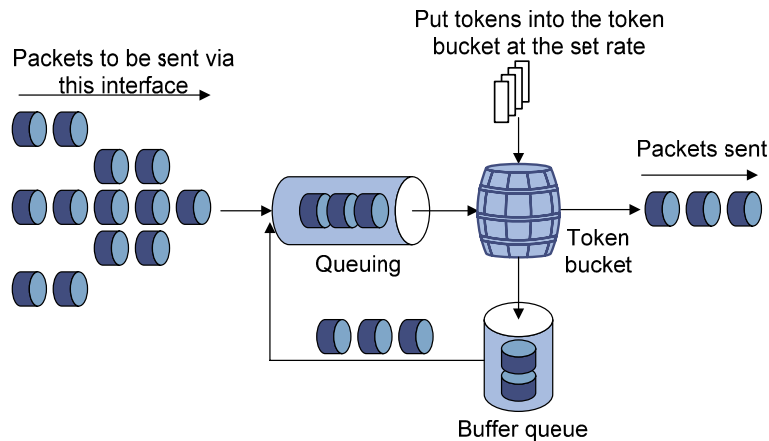 Put tokens into the token
bucket at the set rate
Packets to be sent via
this interface
Packets sent
Queuing
Token
bucket
Buffer queue